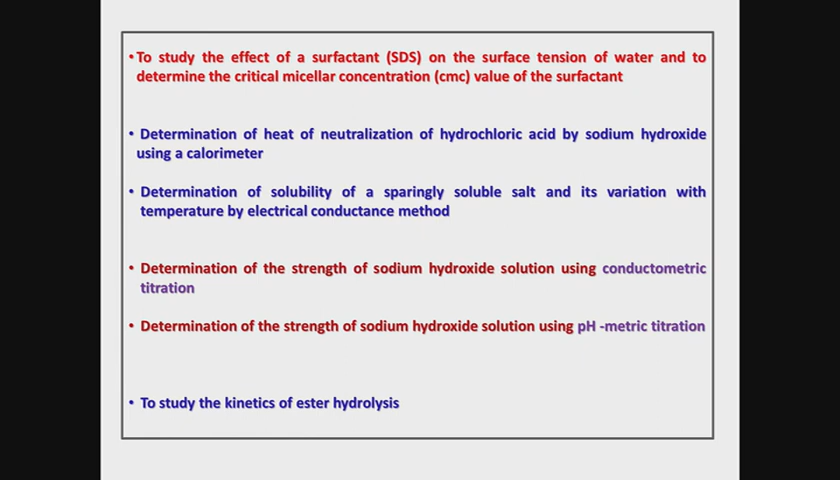 • To study the effect of a surfactant (SDS) on the surface tension of water and to
determine the critical micellar concentration (cmc) value of the surfactant
• Determination of heat of neutralization of hydrochloric acid by sodium hydroxide
using a calorimeter
• Determination of solubility of a sparingly soluble salt and its variation with
temperature by electrical conductance method
• Determination of the strength of sodium hydroxide solution using conductometric
titration
• Determination of the strength of sodium hydroxide solution using pH -metric titration
• To study the kinetics of ester hydrolysis